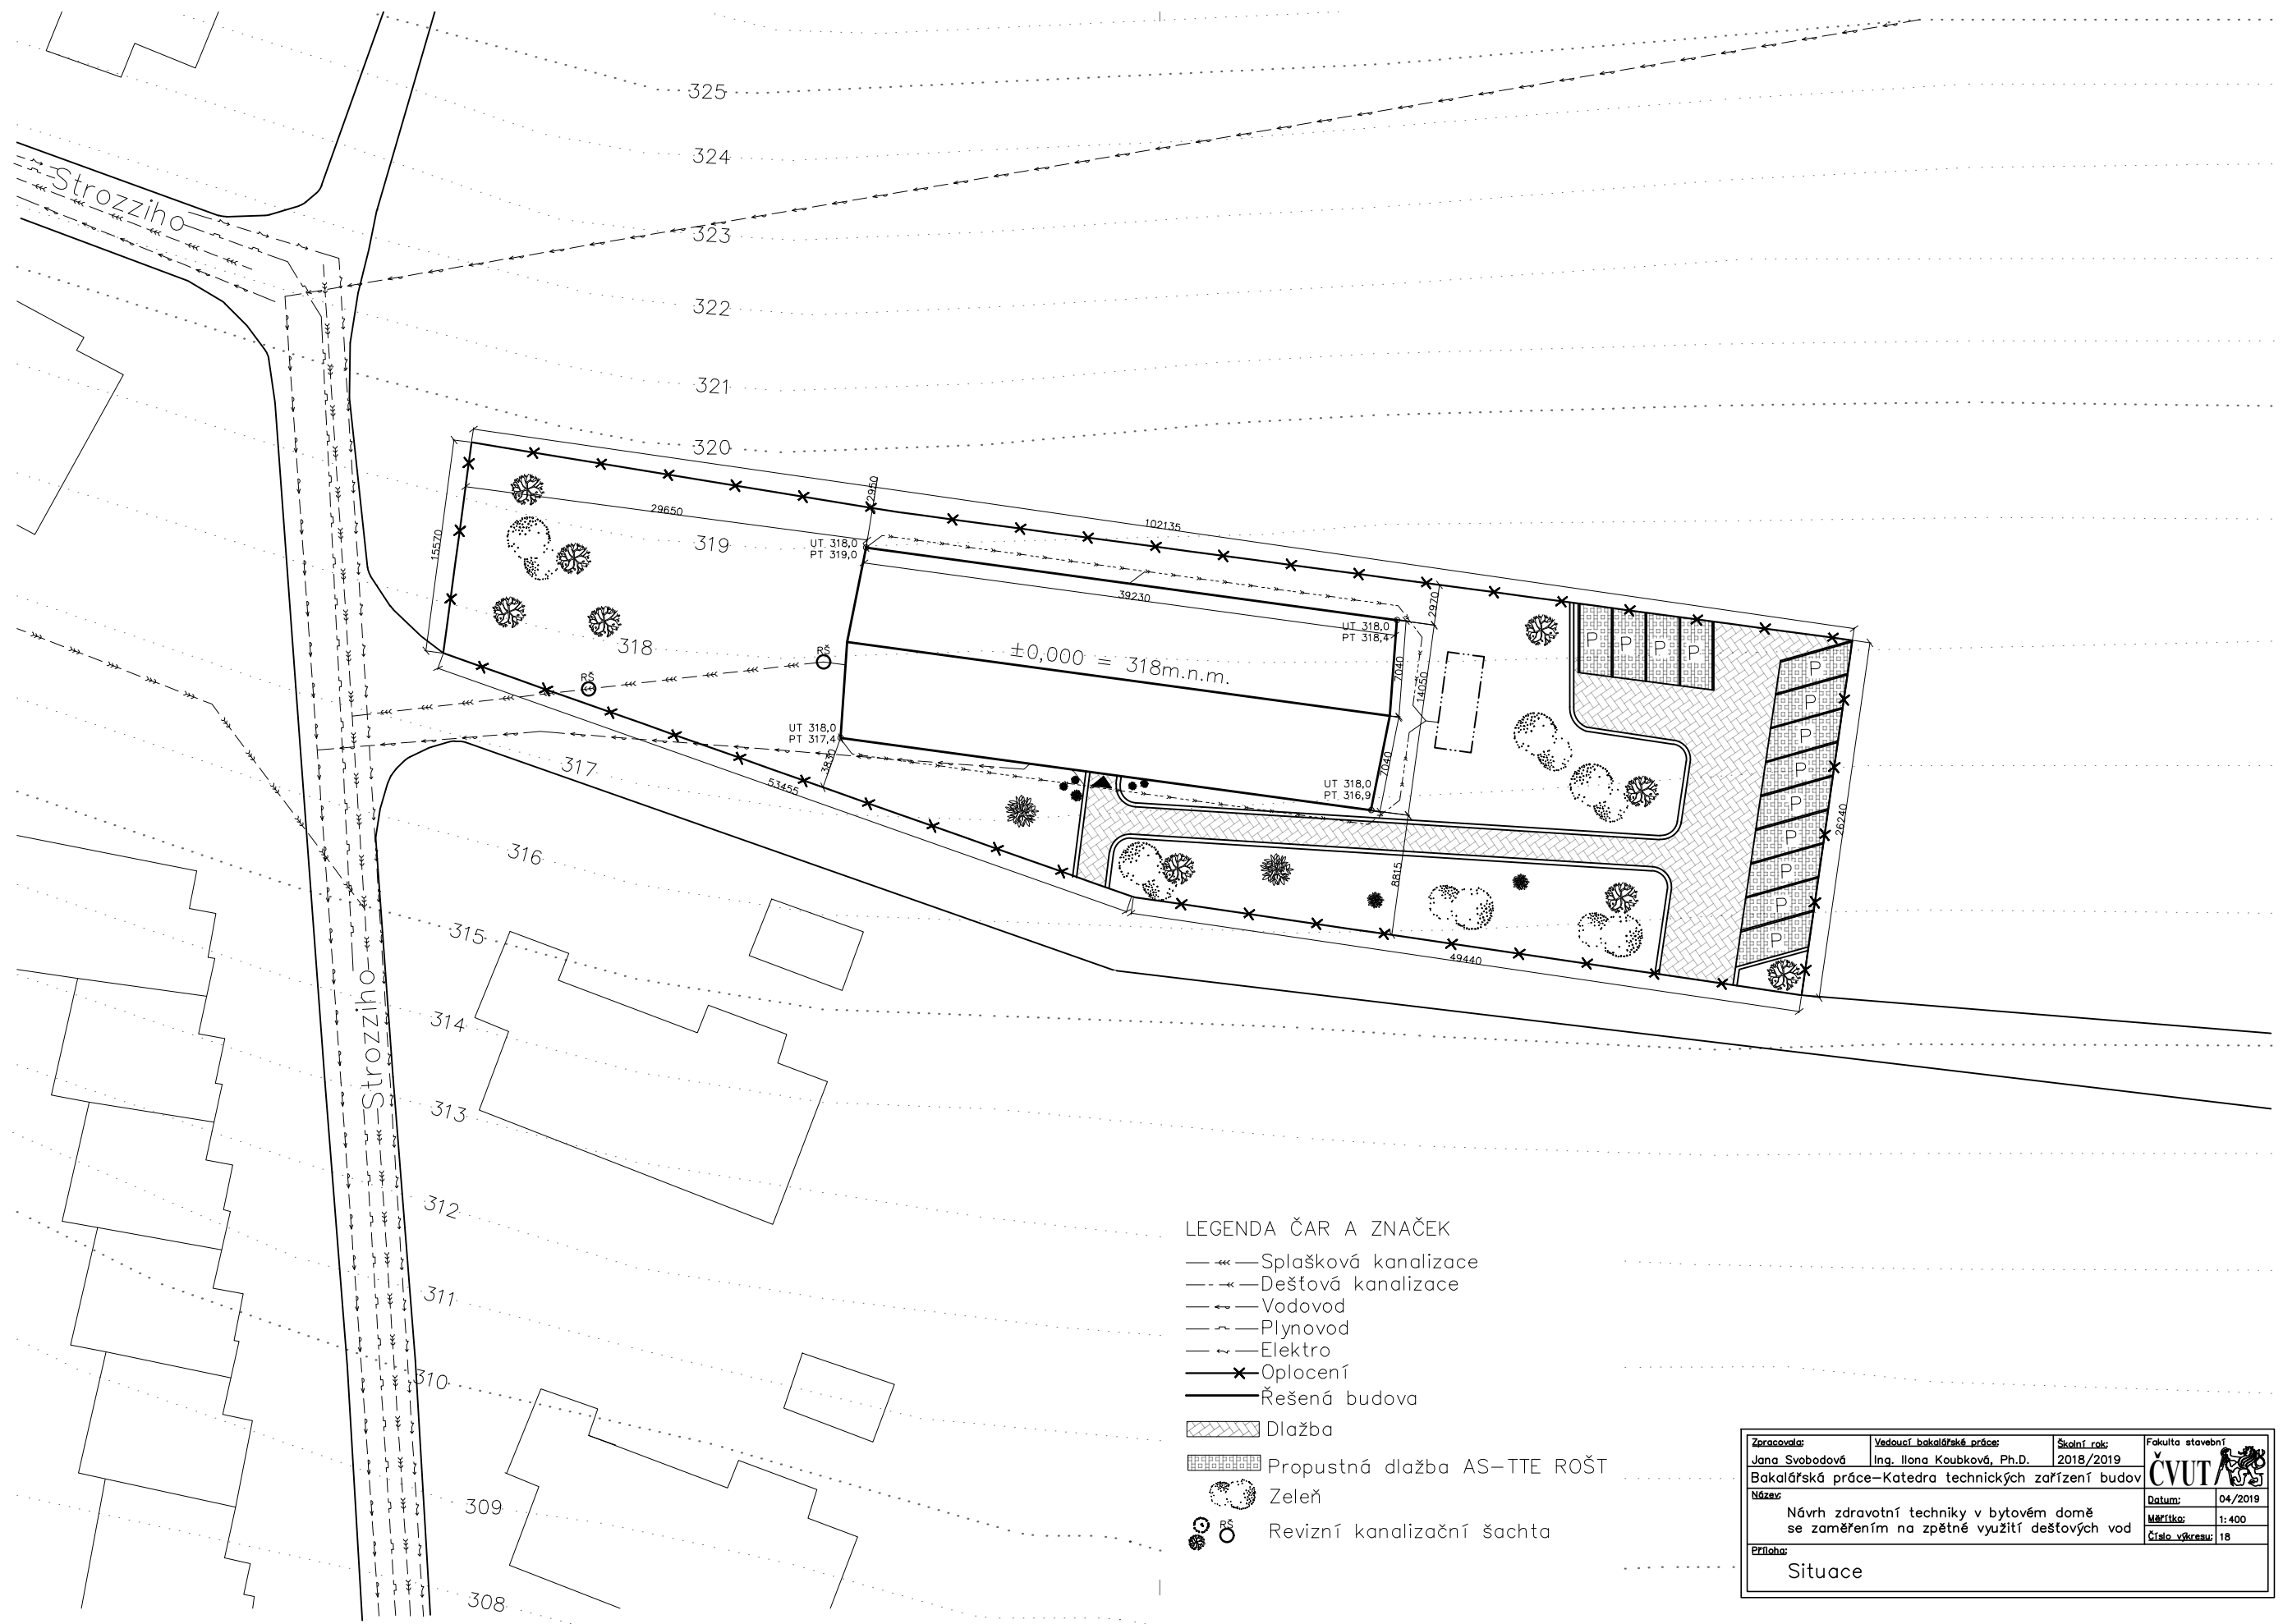 325
324
Strozziho
323
322
321
320
2950
29650
102135
15570
319
UT 318,0
PT 319,0
39230
2970
318
UT 318,0
PT 318,4
P
P
P
P
RŠ
±0,000 = 318m.n.m.
7040
14050
P
RŠ
P
UT 318,0
PT 317,4
P
317
3830
7040
P
53455
UT 318,0
PT 316,9
P
26240
P
316
8815
P
P
315
P
49440
Strozziho
314
313
312
311
310
309
308
LEGENDA ČAR A ZNAČEK
Splašková kanalizace
Dešťová kanalizace
Vodovod
Plynovod
Elektro
Oplocení
Řešená budova
Dlažba
Propustná dlažba AS-TTE ROŠT
Zeleň
RŠ Revizní kanalizační šachta
Zpracovala: Vedoucí bakalářské práce: Školní rok: Fakulta stavební
Jana Svobodová Ing. Ilona Koubková, Ph.D. 2018/2019 ČVUT
Bakalářská práce-Katedra technických zařízení budov
Název:
Návrh zdravotní techniky v bytovém domě
se zaměřením na zpětné využití dešťových vod
Datum: 04/2019
Měřítko: 1:400
Číslo výkresu: 18
Příloha:
Situace